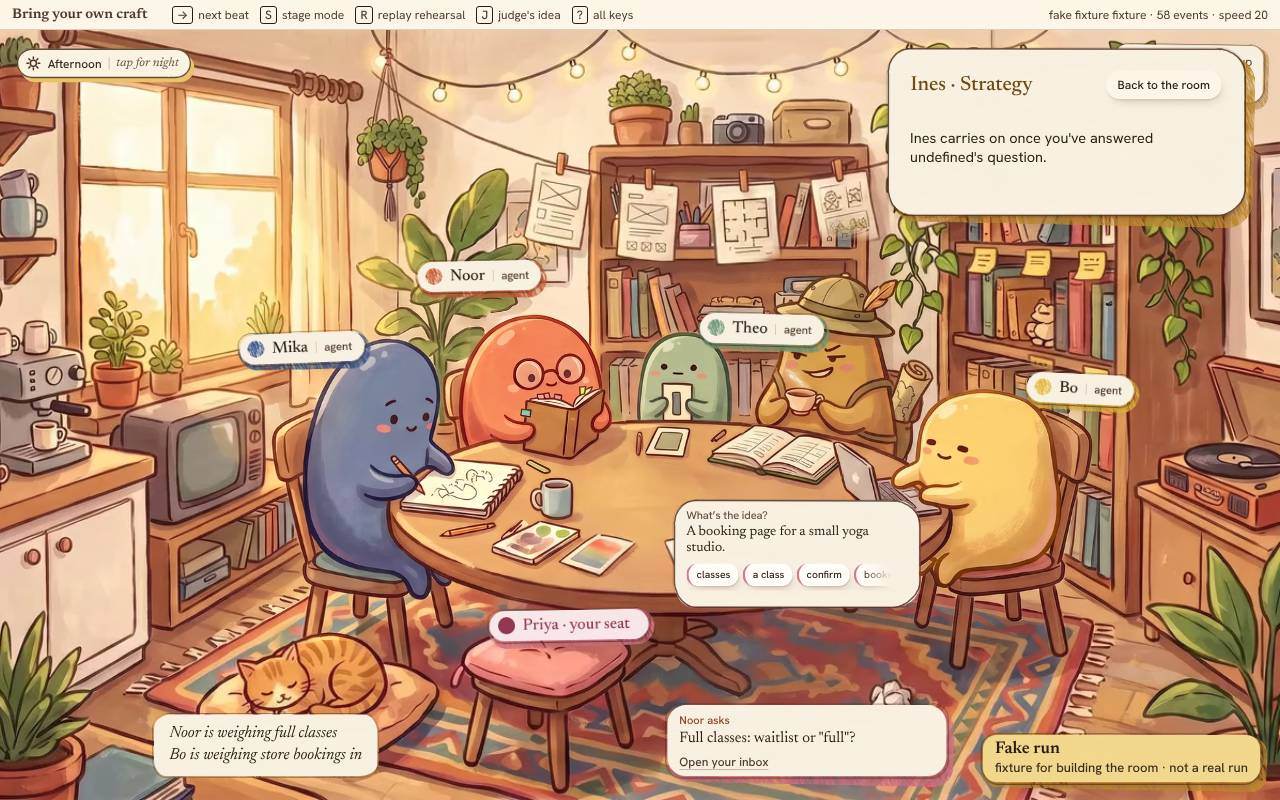 Bring your own craft
→ next beat
S stage mode
R replay rehearsal
J judge's idea
? all keys
fake fixture fixture · 58 events · speed 20
Afternoon | tap for night
Ines · Strategy
Back to the room
Ines carries on once you've answered
undefined's question.
Noor | agent
Theo | agent
Mika | agent
Bo | agent
What's the idea?
A booking page for a small yoga
studio.
classes
a class
confirm
Priya · your seat
Noor is weighing full classes
Bo is weighing store bookings in
Noor asks
Full classes: waitlist or "full"?
Open your inbox
Fake run
fixture for building the room · not a real run